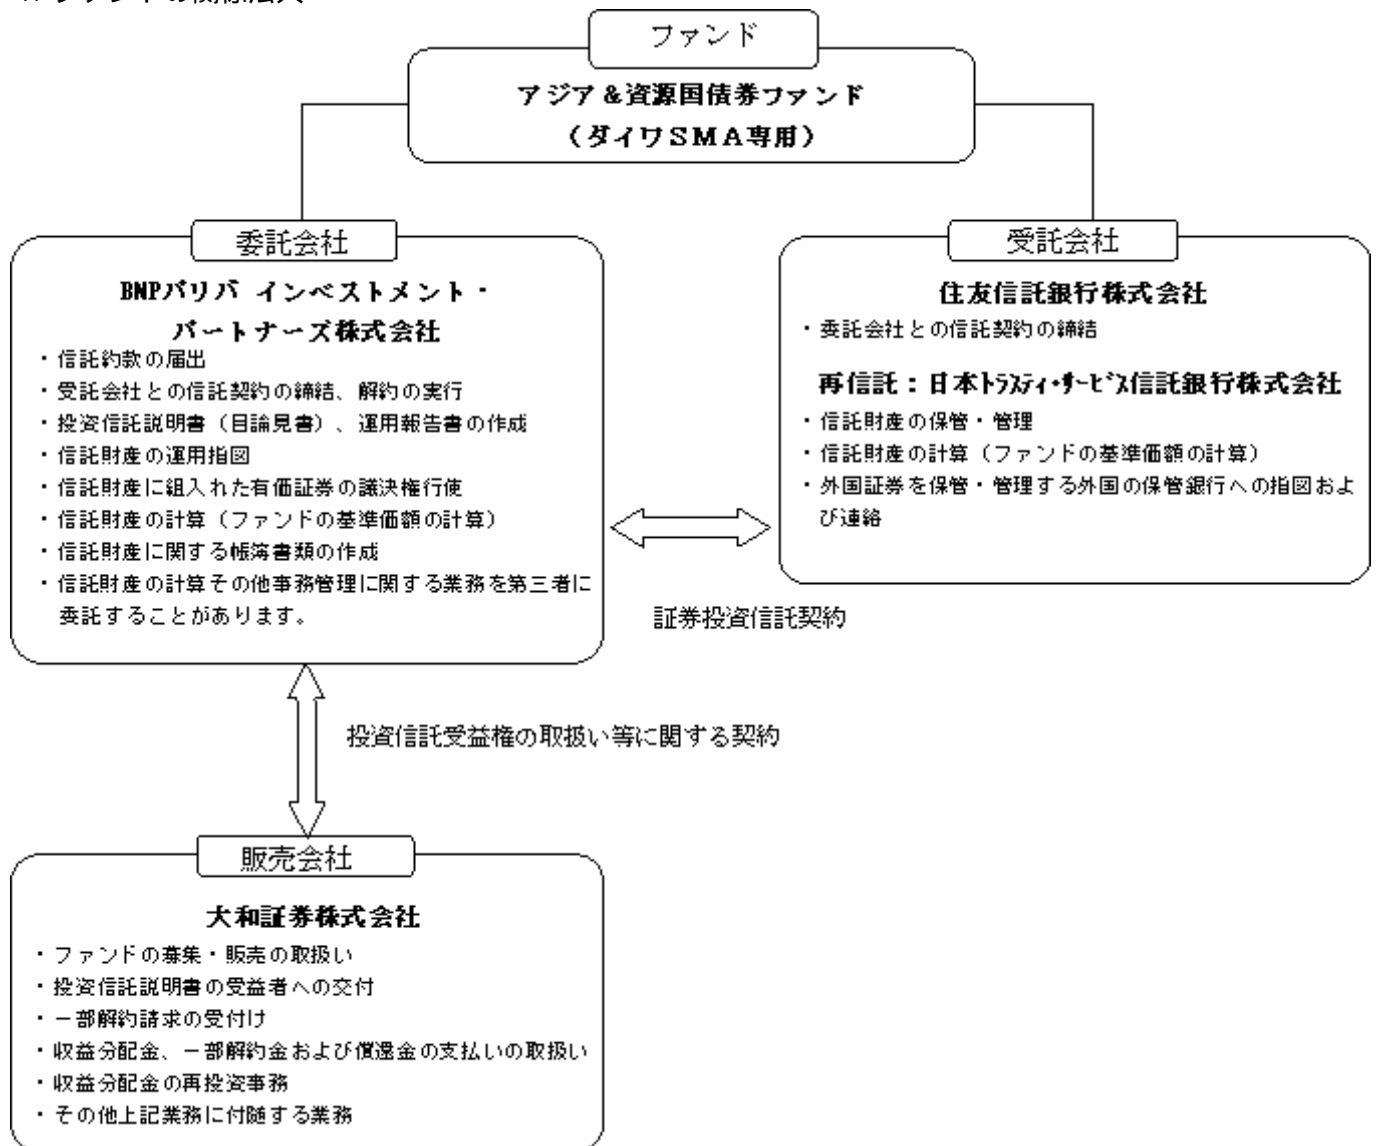 ファンド
アジア＆資源国債券ファンド
（ダイワＳＭＡ専用）
委託会社
BNPパリバ インベストメント・
パートナーズ株式会社
・信託約款の届出
・受託会社との信託契約の締結、解約の実行
・投資信託説明書（目論見書）、運用報告書の作成
・信託財産の運用指図
・信託財産に組入れた有価証券の議決権行使
・信託財産の計算（ファンドの基準価額の計算）
・信託財産に関する帳簿書類の作成
・信託財産の計算その他事務管理に関する業務を第三者に
委託することがあります。
受託会社
住友信託銀行株式会社
・委託会社との信託契約の締結
再信託：日本ﾄﾗｽﾃｨ・ｻｰﾋﾞｽ信託銀行株式会社
・信託財産の保管・管理
・信託財産の計算（ファンドの基準価額の計算）
・外国証券を保管・管理する外国の保管銀行への指図およ
び連絡
証券投資信託契約
投資信託受益権の取扱い等に関する契約
販売会社
大和証券株式会社
・ファンドの募集・販売の取扱い
・投資信託説明書の受益者への交付
・一部解約請求の受付け
・収益分配金、一部解約金および償還金の支払いの取扱い
・収益分配金の再投資事務
・その他上記業務に付随する業務